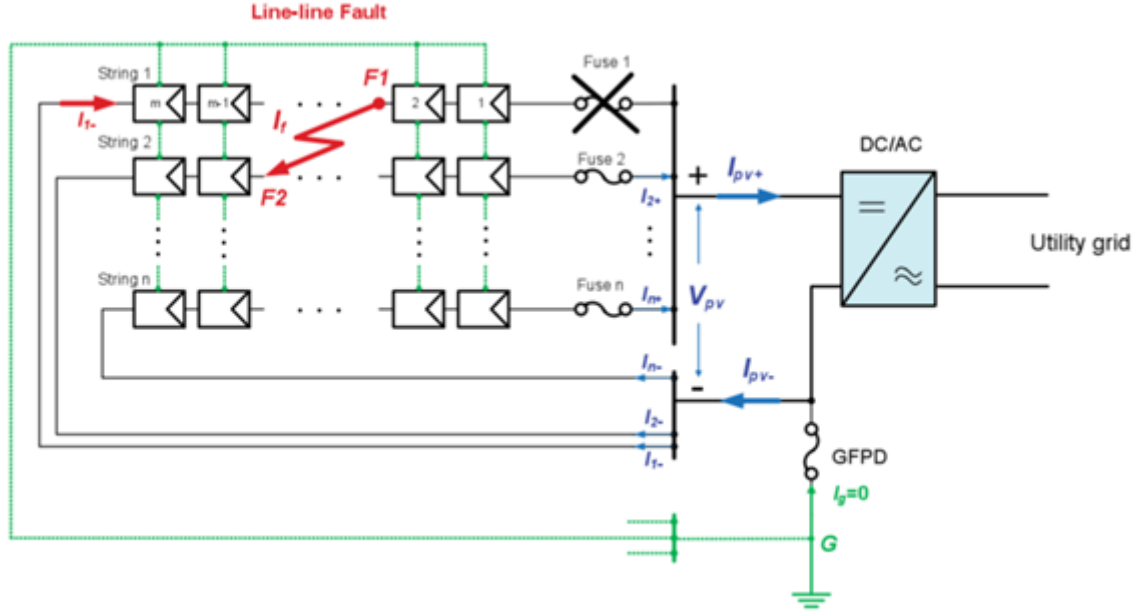 Line-line Fault
String 1
m
m-1
. . .
F1
2
1
Fuse 1
I1-
If
String 2
F2
Fuse 2
I2+
+
Ipv+
DC/AC
Utility grid
String n
. . .
Fuse n
In+
Vpv
In-
-
Ipv-
I2-
I1-
GFPD
Ig=0
G